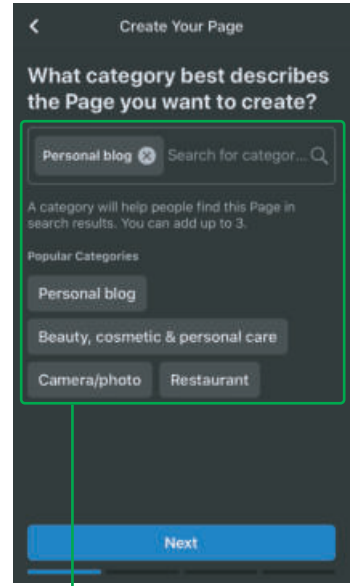 Create Your Page
What category best describes
the Page you want to create?
Personal blog Search for categor...
A category will help people find this Page in
search results. You can add up to 3.
Popular Categories
Personal blog
Beauty, cosmetic & personal care
Camera/photo Restaurant
Next